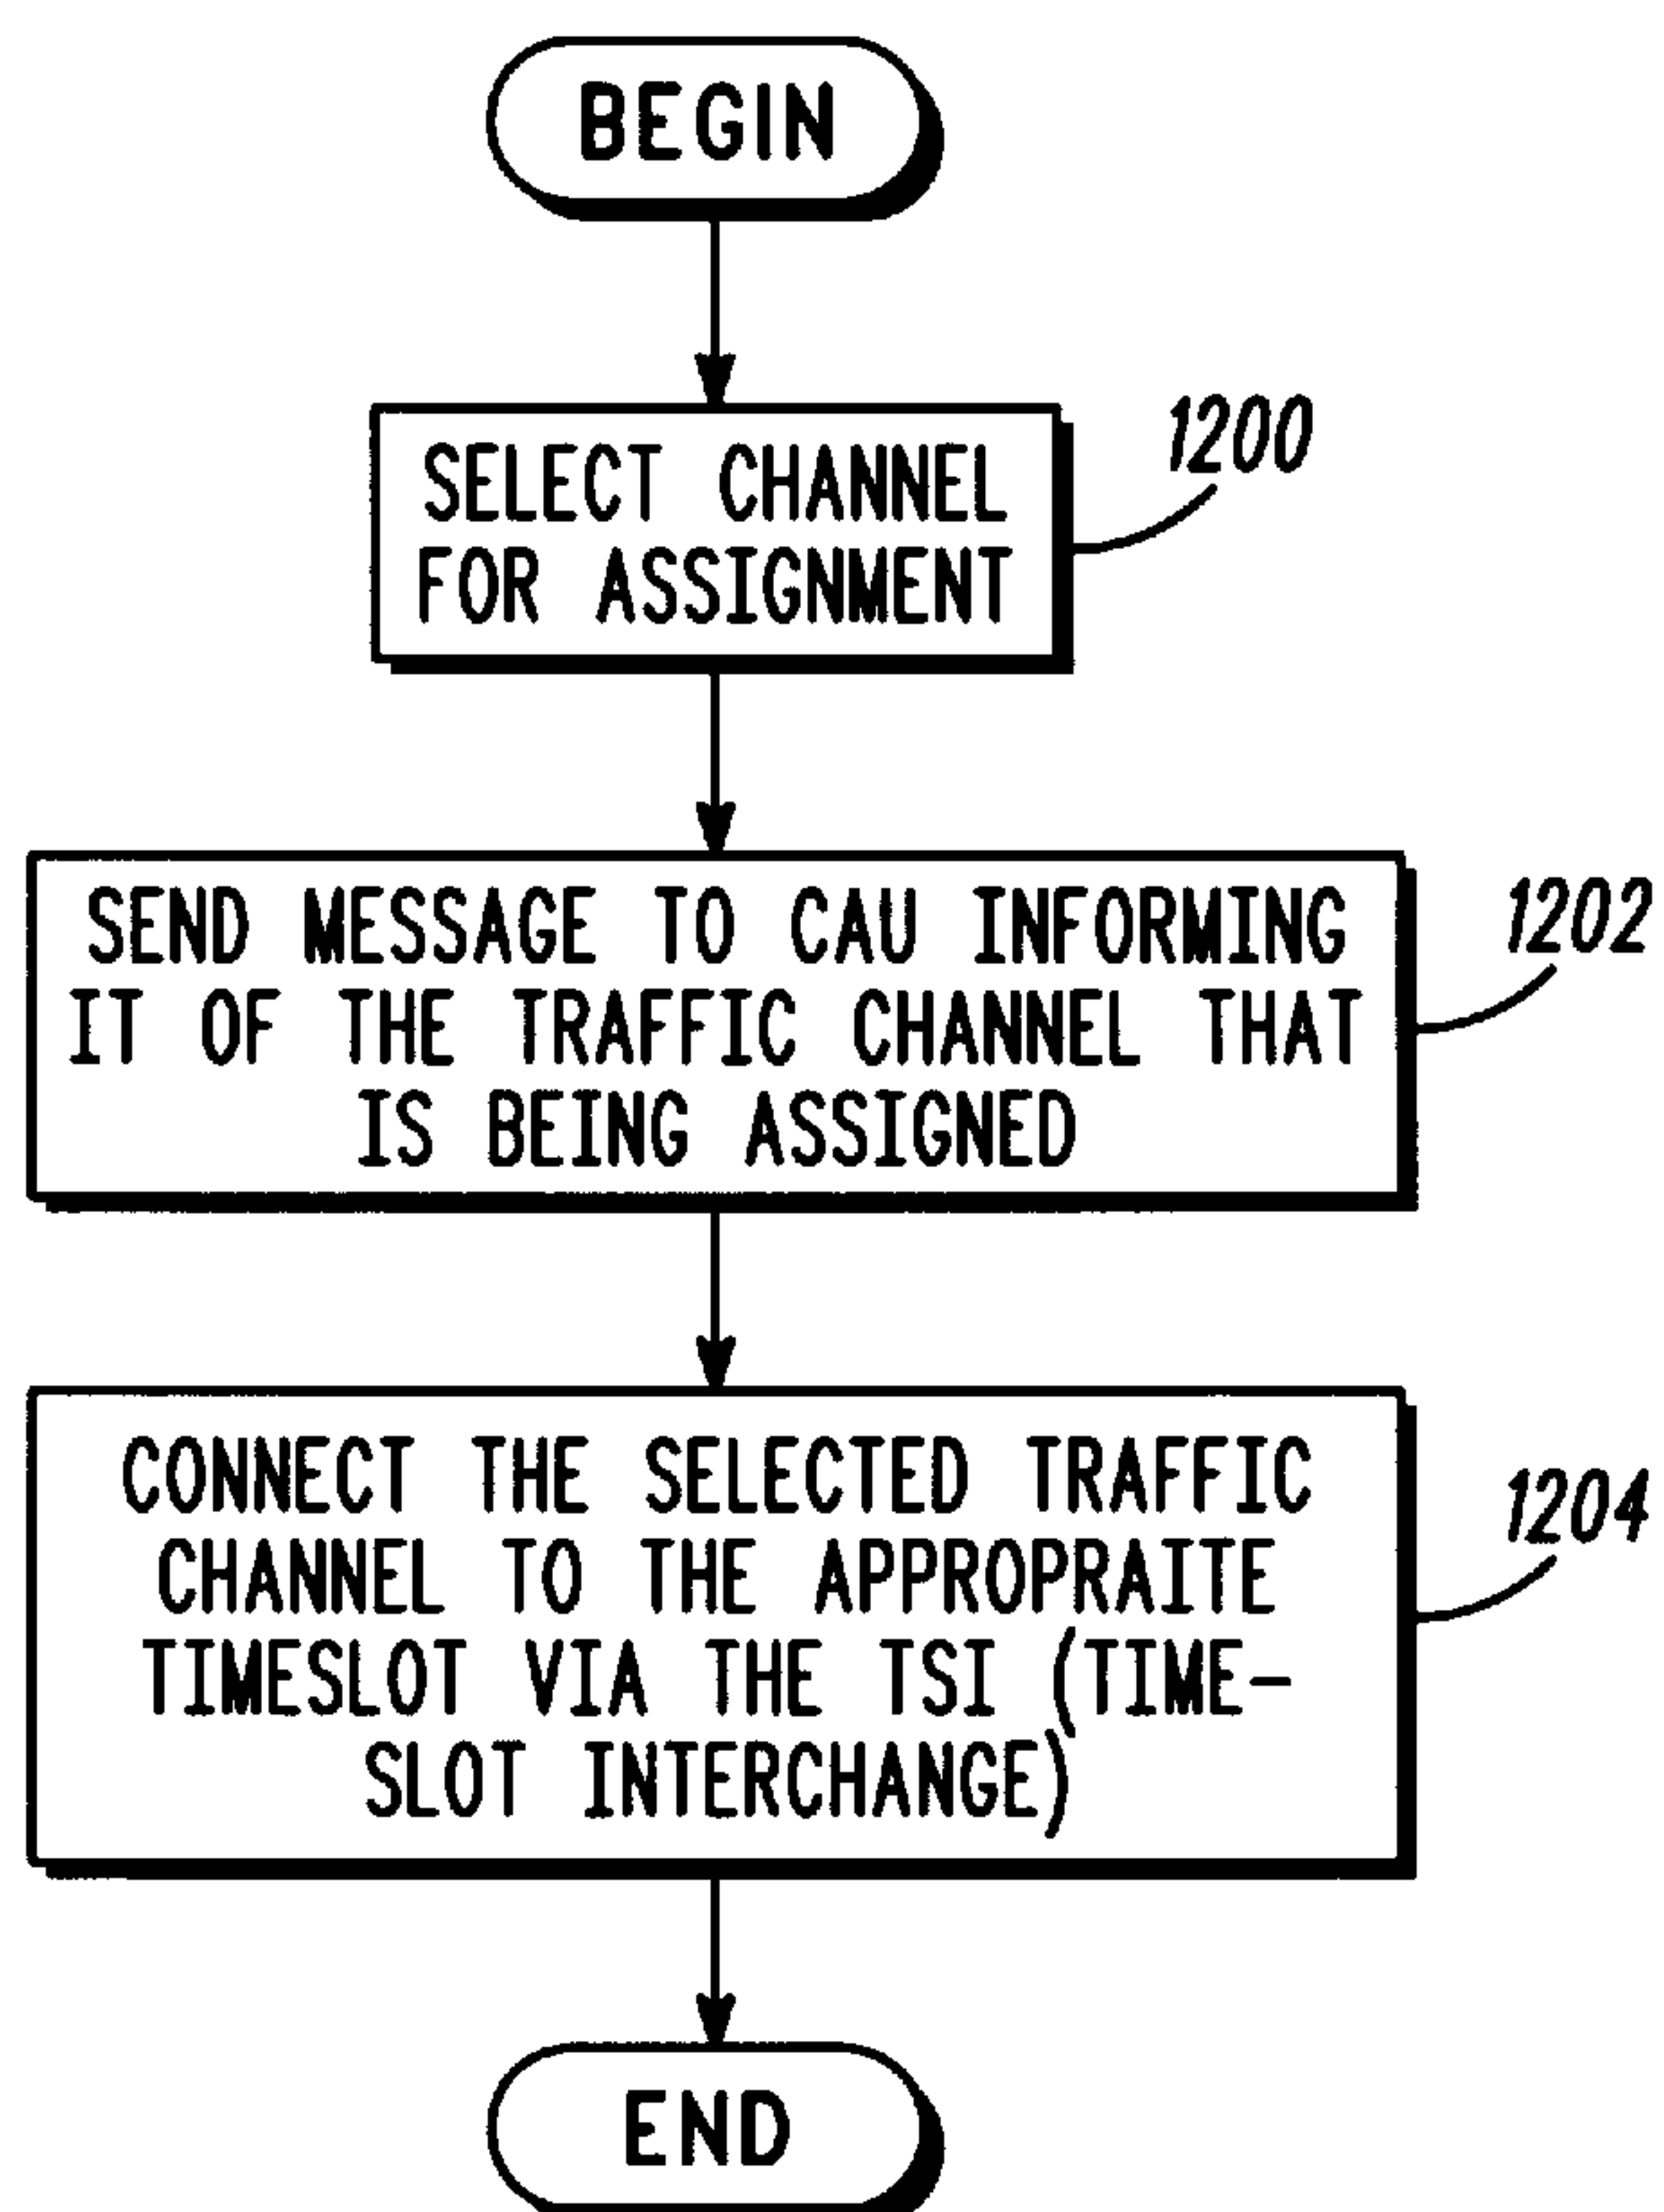 BEGIN
SELECT CHANNEL
FOR ASSIGNMENT
1200
SEND MESSAGE TO CAU INFORMING
IT OF THE TRAFFIC CHANNEL THAT
IS BEING ASSIGNED
1202
CONNECT THE SELECTED TRAFFIC
CHANNEL TO THE APPROPRAITE
TIMESLOT VIA THE TSI (TIME-
SLOT INTERCHANGE)
1204
END